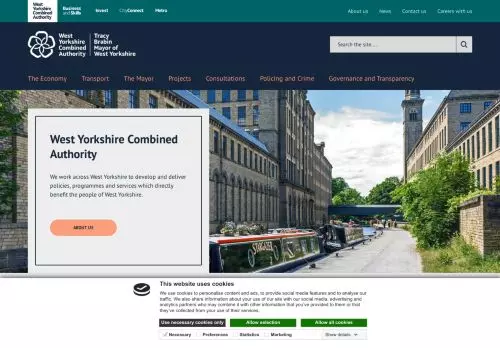 West
Yorkshire
Combined
Authority
Business
and Skills
Invest
CityConnect
Metro
About us
News
Contact us
Careers with us
West
Yorkshire
Combined
Authority
Tracy
Brabin
Mayor of
West Yorkshire
Search the site ....
The Economy Transport The Mayor Projects Consultations Policing and Crime Governance and Transparency
West Yorkshire Combined
Authority
We work across West Yorkshire to develop and deliver
policies, programmes and services which directly
benefit the people of West Yorkshire.
ABOUT US
This website uses cookies
We use cookies to personalise content and ads, to provide social media features and to analyse our
traffic. We also share information about your use of our site with our social media, advertising and
analytics partners who may combine it with other information that you've provided to them or that
they've collected from your use of their services.
Use necessary cookies only Allow selection Allow all cookies
Necessary Preferences Statistics Marketing Show details